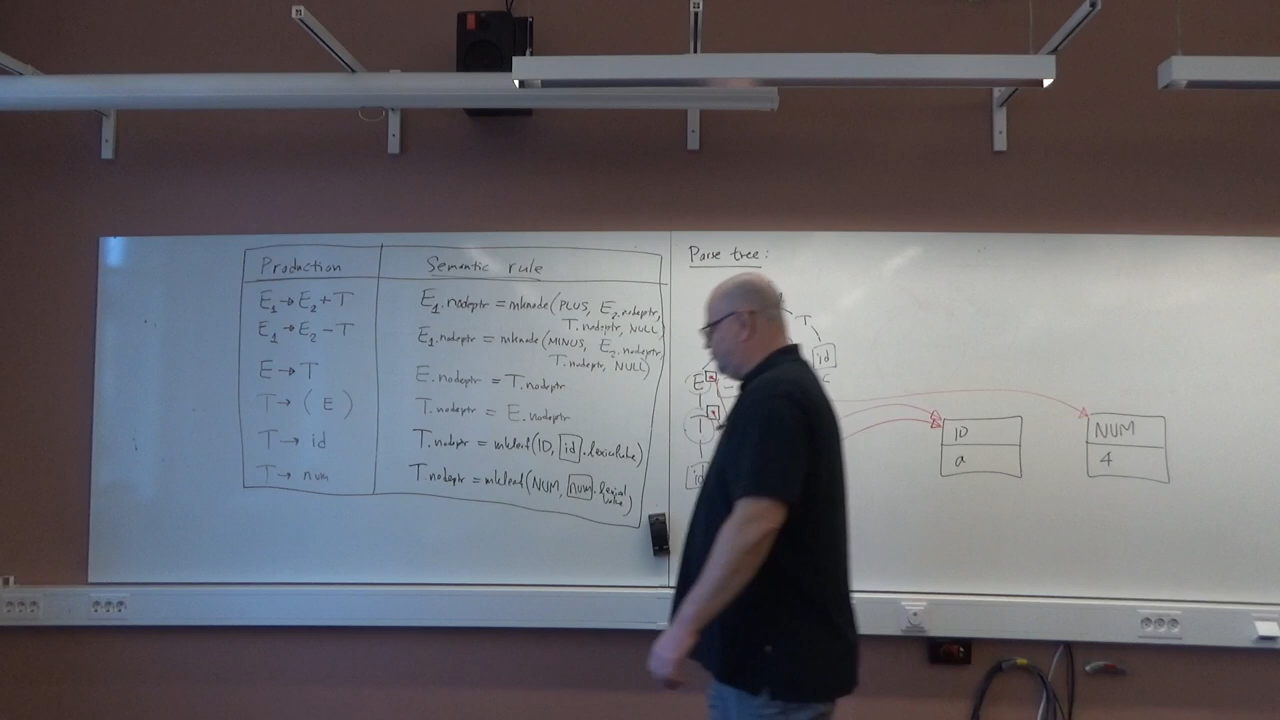 Production Semantic rule
E₁→E₂+T E₁.nodeptr = mknode(PLUS, E₂.nodeptr,
T.nodeptr, NULL)
E₁→E₂-T E₁.nodeptr = mknode(MINUS, E₂.nodeptr,
T.nodeptr, NULL)
E→T E.nodeptr = T.nodeptr
T→(E) T.nodeptr = E.nodeptr
T→id T.nodeptr = mkleaf(ID, id.lexicalvalue)
T→num T.nodeptr = mkleaf(NUM, num.lexical
value)
Parse tree:
T
id
c
E -
T
id
ID
a
NUM
4